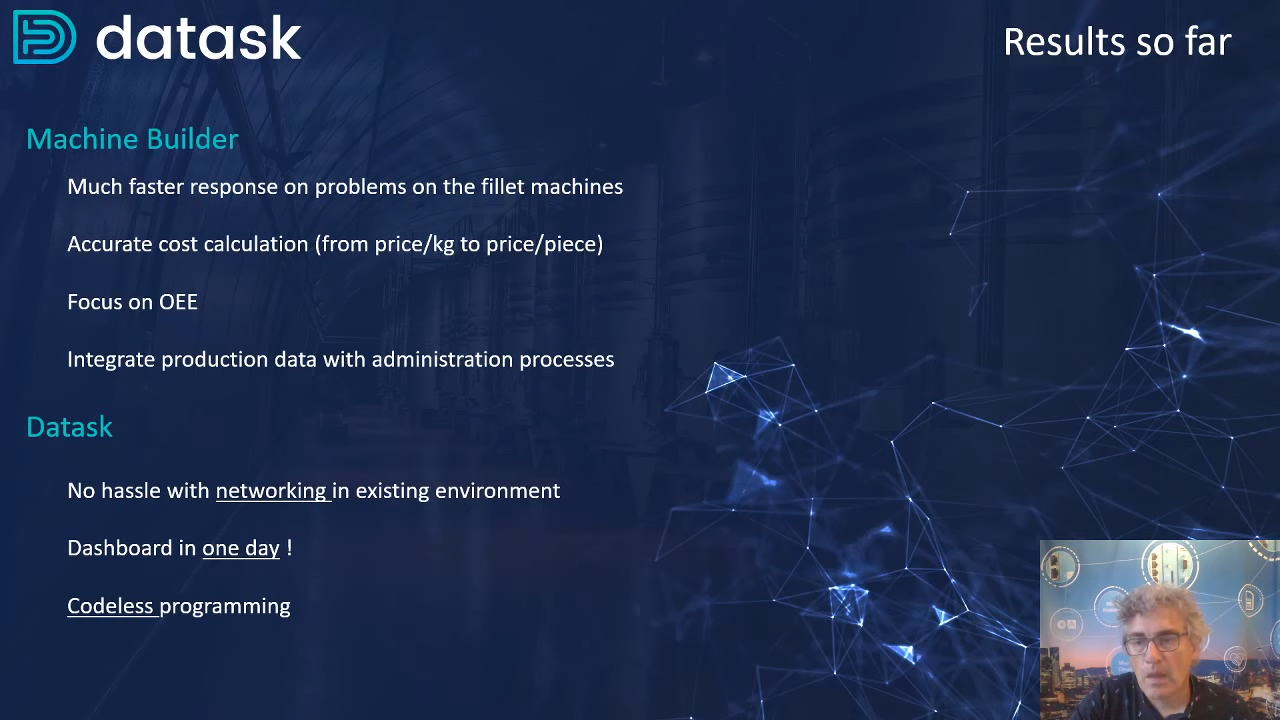 datask
Results so far
Machine Builder
Much faster response on problems on the fillet machines
Accurate cost calculation (from price/kg to price/piece)
Focus on OEE
Integrate production data with administration processes
Datask
No hassle with networking in existing environment
Dashboard in one day !
Codeless programming